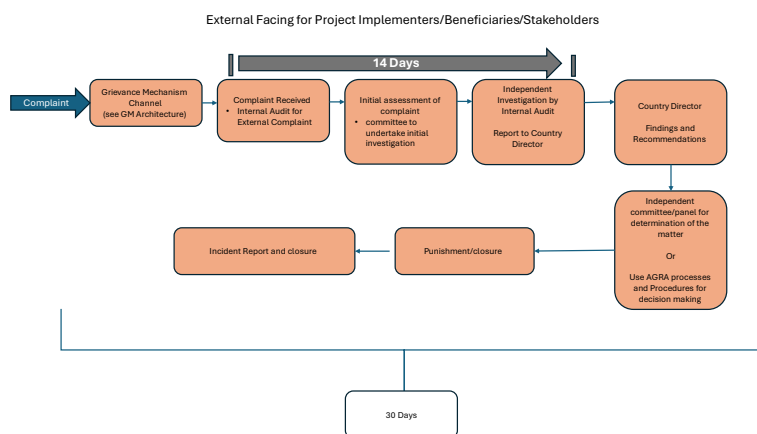 External Facing for Project Implementers/Beneficiaries/Stakeholders
14 Days
Complaint
Grievance Mechanism
Channel
(see GM Architecture)
Complaint Received
• Internal Audit for
External Complaint
Initial assessment of
complaint
• committee to
undertake initial
investigation
Independent
Investigation by
Internal Audit
Report to Country
Director
Country Director
Findings and
Recommendations
Independent
committee/panel for
determination of the
matter
Or
Use AGRA processes
and Procedures for
decision making
Punishment/closure
Incident Report and closure
30 Days